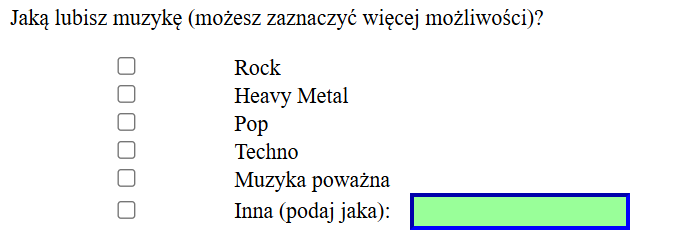 Jaką lubisz muzykę (możesz zaznaczyć więcej możliwości)?
Rock
Heavy Metal
Pop
Techno
Muzyka poważna
Inna (podaj jaka):